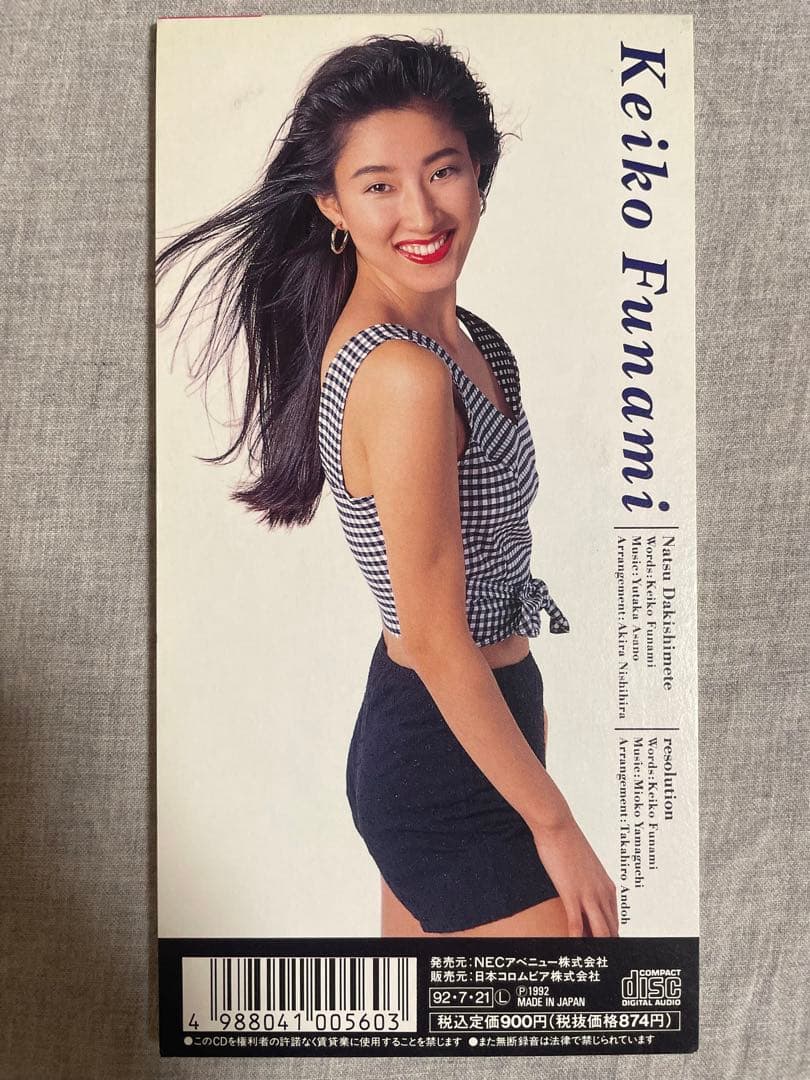 Keiko Funami
Natsu Dakishimete
Words:Keiko Funami
Music:Yutaka Asano
Arrangement:Akira Nishihira
resolution
Words:Keiko Funami
Music:Mioko Yamaguchi
Arrangement:Takahiro Andoh
発売元:NECアベニュー株式会社
販売元:日本コロムビア株式会社
92・7・21 Ⓛ Ⓟ1992
MADE IN JAPAN
税込定価900円(税抜価格874円)
COMPACT
disc
DIGITAL AUDIO
4 988041 005603
●このCDを権利者の許諾なく賃貸業に使用することを禁じます ●また無断録音は法律で禁じられています